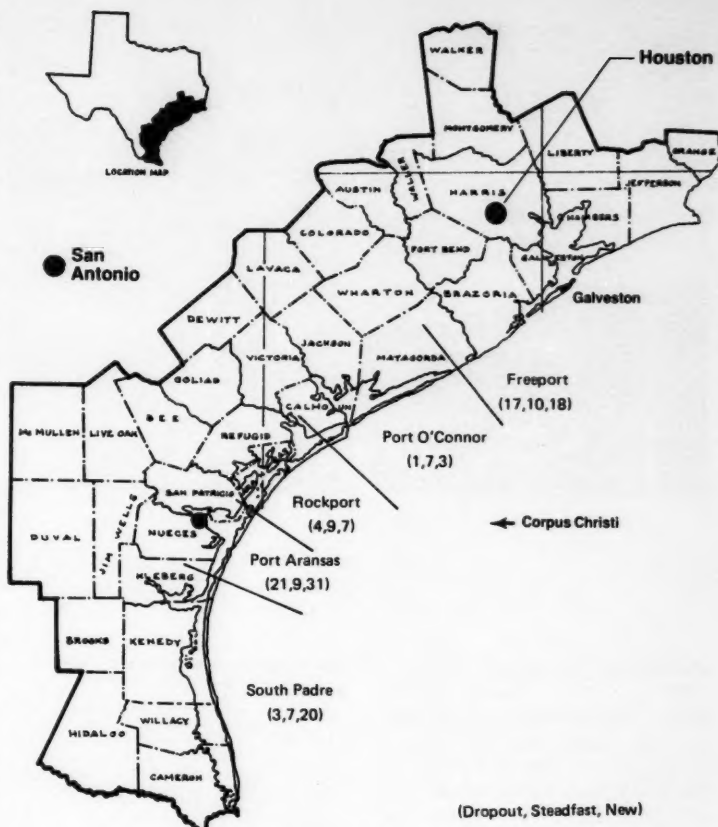 WALKER
Houston
MONTGOMERY
LIBERTY
ORANGE
LOCATION MAP
AUSTIN
WALLER
HARRIS
JEFFERSON
CHAMBERS
COLORADO
San
Antonio
FORT BEND
GALVESTON
LAVACA
WHARTON
BRAZORIA
Galveston
DEWITT
JACKSON
VICTORIA
MATAGORDA
GOLIAD
Freeport
(17,10,18)
BEE
CALHOUN
MC MULLEN
LIVE OAK
REFUGIO
Port O'Connor
(1,7,3)
SAN PATRICIO
Rockport
(4,9,7)
Corpus Christi
DUVAL
JIM WELLS
NUECES
Port Aransas
(21,9,31)
KLEBERG
BROOKS
KENEDY
South Padre
(3,7,20)
HIDALGO
WILLACY
CAMERON
(Dropout, Steadfast, New)